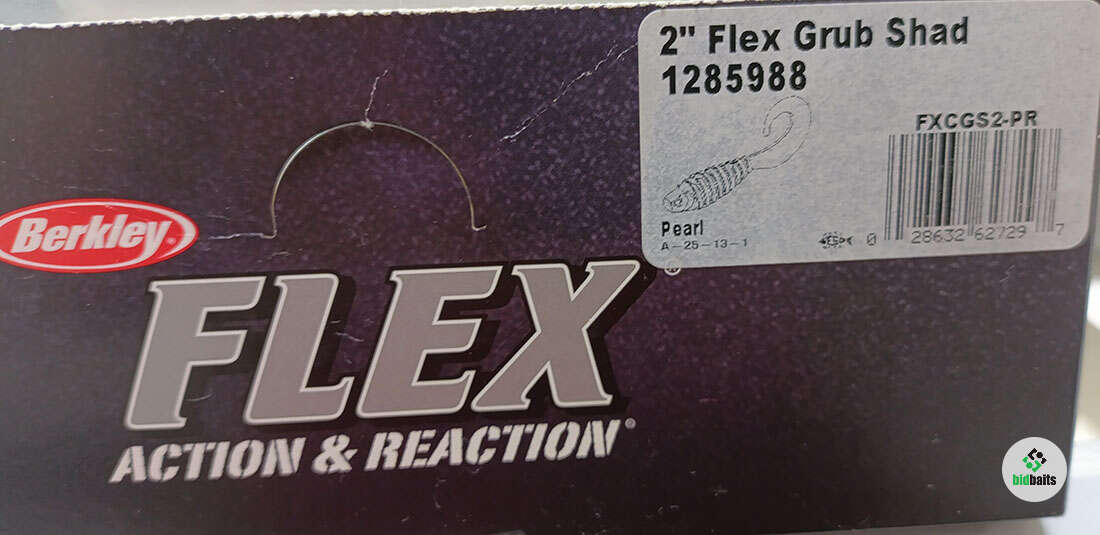 2" Flex Grub Shad
1285988
FXCGS2-PR
Pearl
A-25-13-1
0 28632 62729 7
Berkley
FLEX®
ACTION & REACTION®
bidbaits